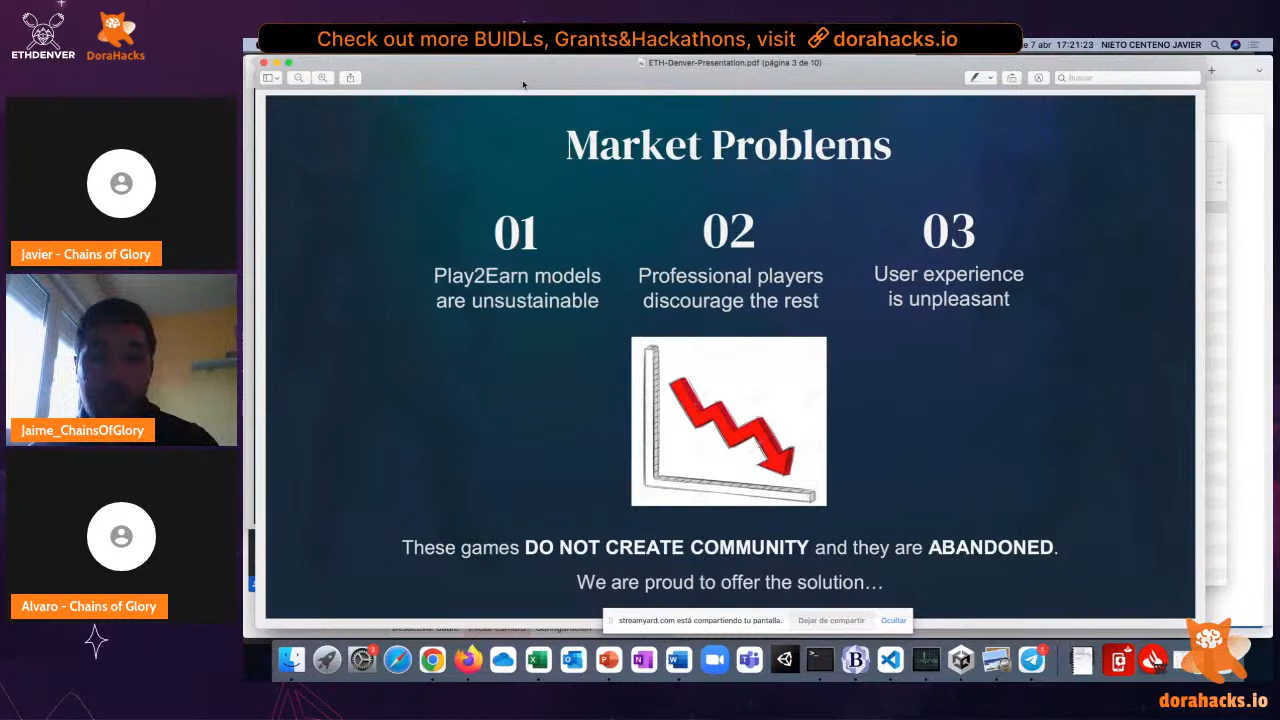 Check out more BUIDLs, Grants&Hackathons, visit 🔗 dorahacks.io
ETHDENVER
DoraHacks
7 abr 17:21:23 NIETO CENTENO JAVIER
ETH-Denver-Presentation.pdf (página 3 de 10)
Buscar
Market Problems
01
Play2Earn models
are unsustainable
02
Professional players
discourage the rest
03
User experience
is unpleasant
These games DO NOT CREATE COMMUNITY and they are ABANDONED.
We are proud to offer the solution…
streamyard.com está compartiendo tu pantalla.
Dejar de compartir
Ocultar
Javier - Chains of Glory
Jaime_ChainsOfGlory
Alvaro - Chains of Glory
dorahacks.io